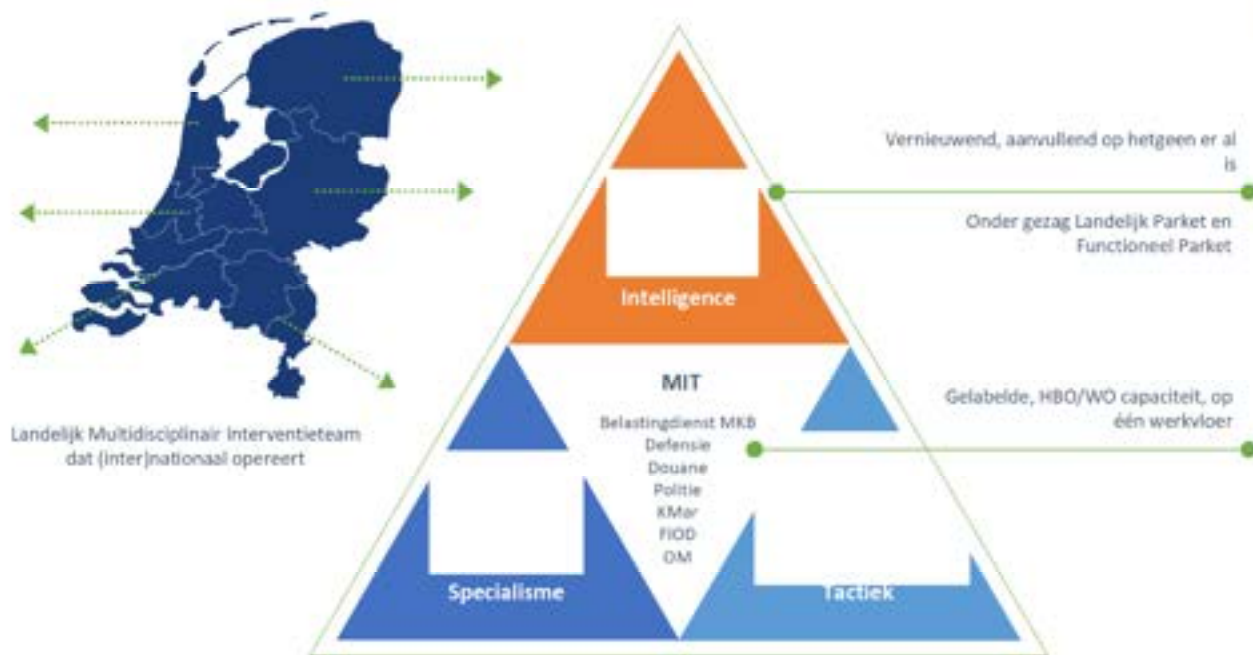 Vernieuwend, aanvullend op hetgeen er al
is
Onder gezag Landelijk Parket en
Functioneel Parket
Intelligence
MIT
Belastingdienst MKB
Defensie
Douane
Politie
KMar
FIOD
OM
Gelabelde, HBO/WO capaciteit, op
één werkvloer
Landelijk Multidisciplinair Interventieteam
dat (inter)nationaal opereert
Specialisme
Tactiek